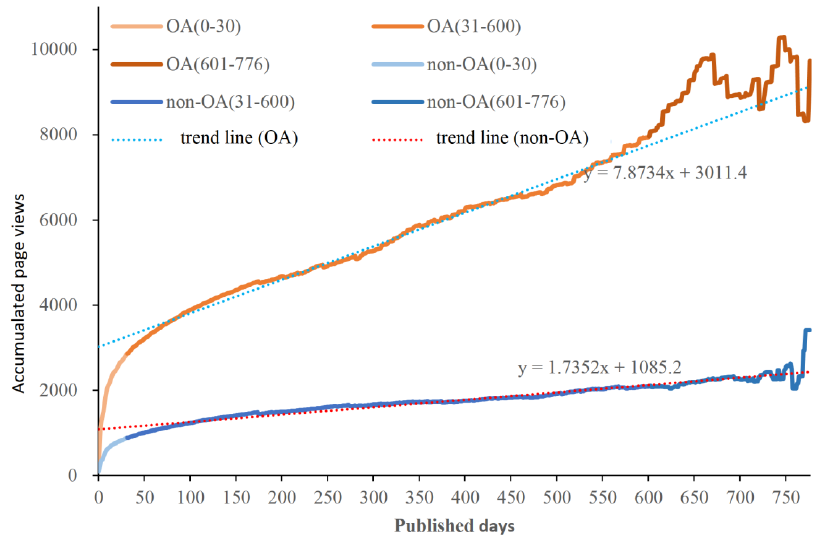 10000
8000
6000
4000
2000
0
Accumualated page views
OA(0-30)
OA(31-600)
OA(601-776)
non-OA(0-30)
non-OA(31-600)
non-OA(601-776)
trend line (OA)
trend line (non-OA)
y = 7.8734x + 3011.4
y = 1.7352x + 1085.2
0 50 100 150 200 250 300 350 400 450 500 550 600 650 700 750
Published days